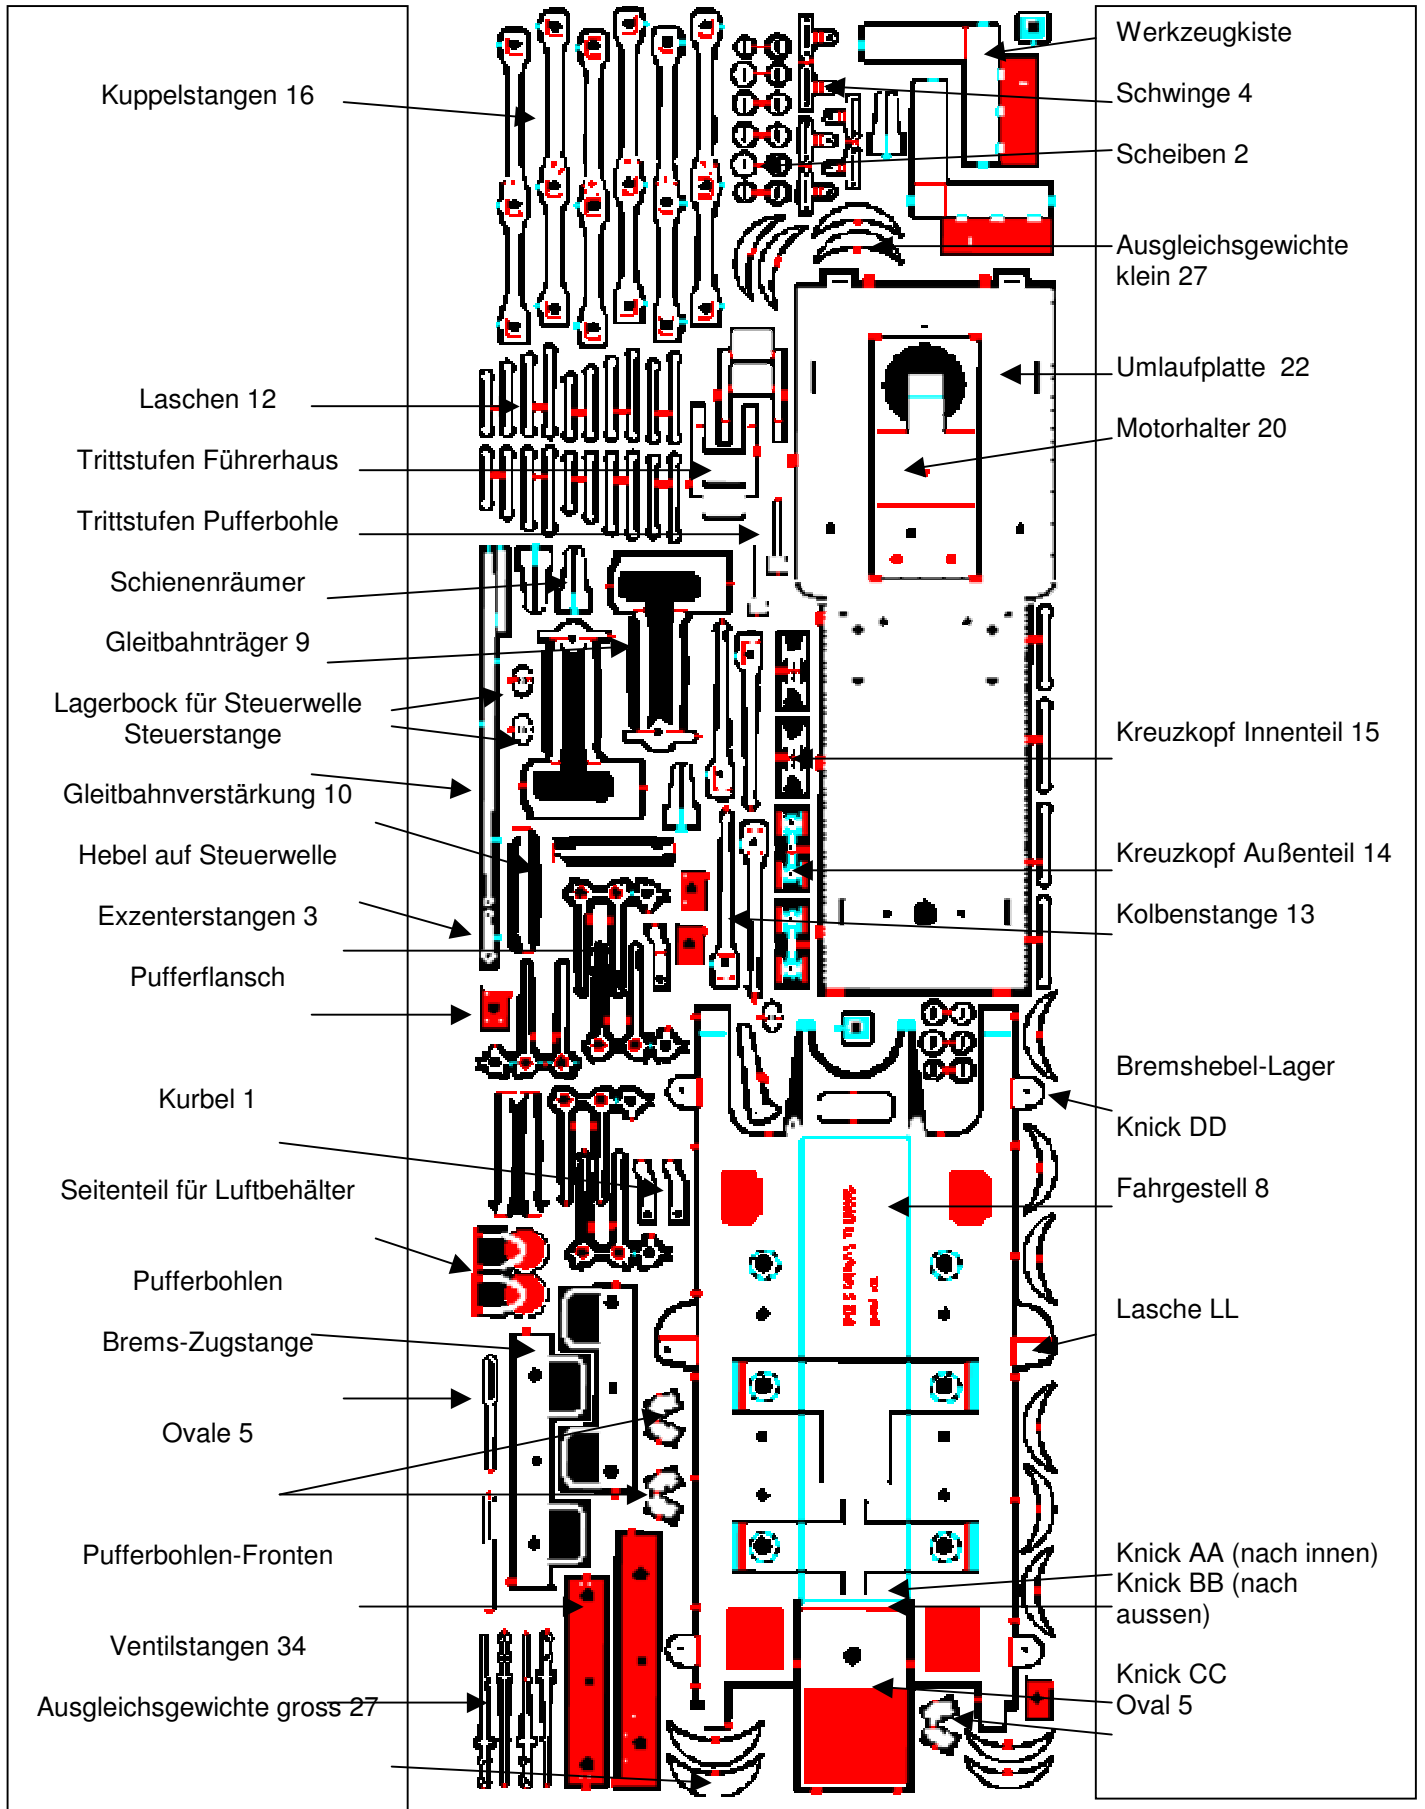 Kuppelstangen 16
Laschen 12
Trittstufen Führerhaus
Trittstufen Pufferbohle
Schienenräumer
Gleitbahnträger 9
Lagerbock für Steuerwelle
Steuerstange
Gleitbahnverstärkung 10
Hebel auf Steuerwelle
Exzenterstangen 3
Pufferflansch
Kurbel 1
Seitenteil für Luftbehälter
Pufferbohlen
Brems-Zugstange
Ovale 5
Pufferbohlen-Fronten
Ventilstangen 34
Ausgleichsgewichte gross 27
Werkzeugkiste
Schwinge 4
Scheiben 2
Ausgleichsgewichte
klein 27
Umlaufplatte 22
Motorhalter 20
Kreuzkopf Innenteil 15
Kreuzkopf Außenteil 14
Kolbenstange 13
Bremshebel-Lager
Knick DD
Fahrgestell 8
Lasche LL
Knick AA (nach innen)
Knick BB (nach
aussen)
Knick CC
Oval 5